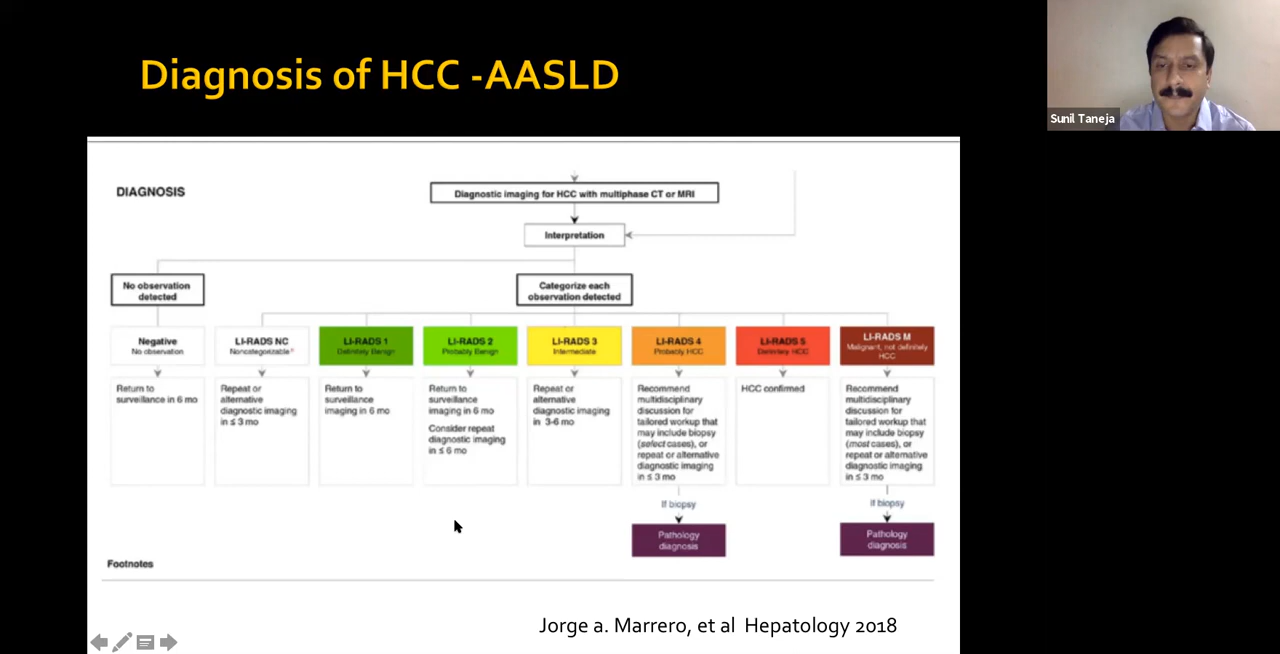 Diagnosis of HCC -AASLD
Sunil Taneja
DIAGNOSIS
Diagnostic imaging for HCC with multiphase CT or MRI
Interpretation
No observation
detected
Categorize each
observation detected
Negative
No observation
Return to
surveillance in 6 mo
LI-RADS NC
Noncategorizable
Repeat or
alternative
diagnostic imaging
in ≤ 3 mo
LI-RADS 1
Definitely Benign
Return to
surveillance
imaging in 6 mo
LI-RADS 2
Probably Benign
Return to
surveillance
imaging in 6 mo
Consider repeat
diagnostic imaging
in ≤ 6 mo
LI-RADS 3
Intermediate
Repeat or
alternative
diagnostic imaging
in 3-6 mo
LI-RADS 4
Probably HCC
Recommend
multidisciplinary
discussion for
tailored workup that
may include biopsy
(select cases), or
repeat or alternative
diagnostic imaging
in ≤ 3 mo
If biopsy
Pathology
diagnosis
LI-RADS 5
Definitely HCC
HCC confirmed
LI-RADS M
Malignant, not definitely
HCC
Recommend
multidisciplinary
discussion for
tailored workup that
may include biopsy
(most cases), or
repeat or alternative
diagnostic imaging
in ≤ 3 mo
If biopsy
Pathology
diagnosis
Footnotes
Jorge a. Marrero, et al Hepatology 2018